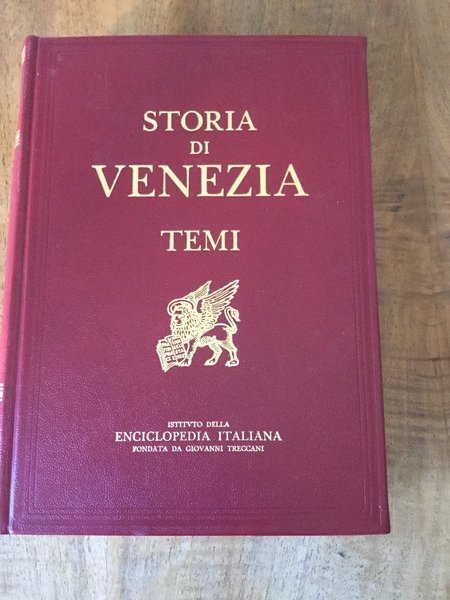 STORIA
DI
VENEZIA
TEMI
ISTITVTO DELLA
ENCICLOPEDIA ITALIANA
FONDATA DA GIOVANNI TRECCANI